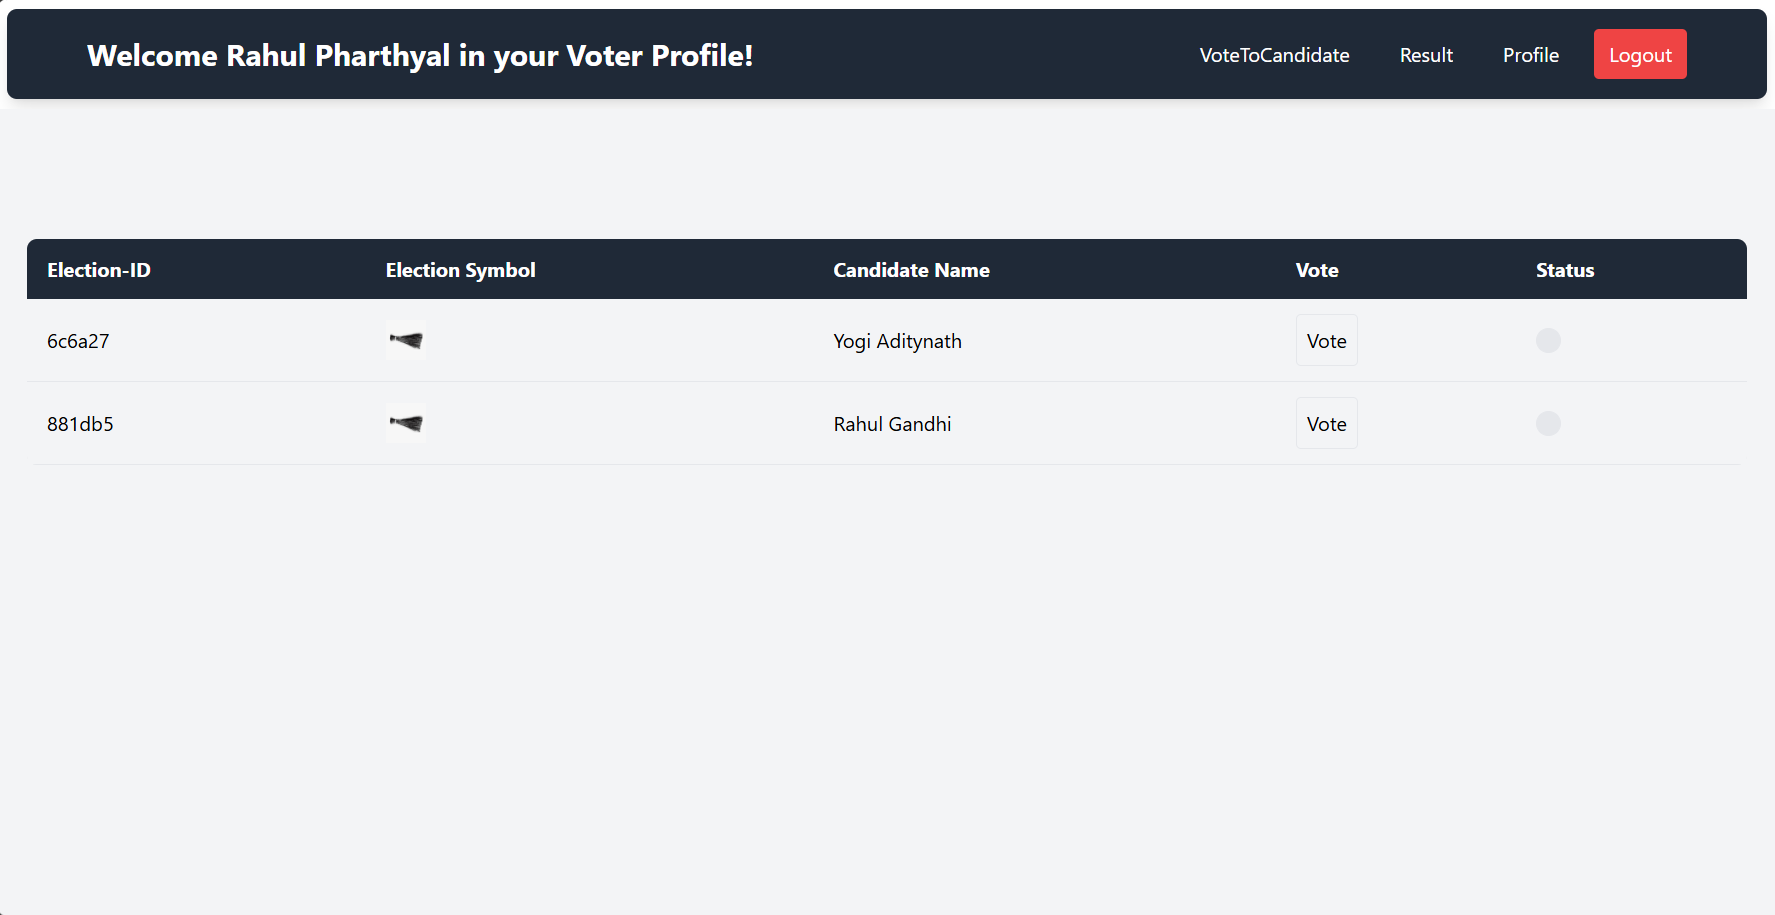 Welcome Rahul Pharthyal in your Voter Profile! VoteToCandidate Result Profile Logout
Election-ID Election Symbol Candidate Name Vote Status
6c6a27 Yogi Aditynath Vote
881db5 Rahul Gandhi Vote